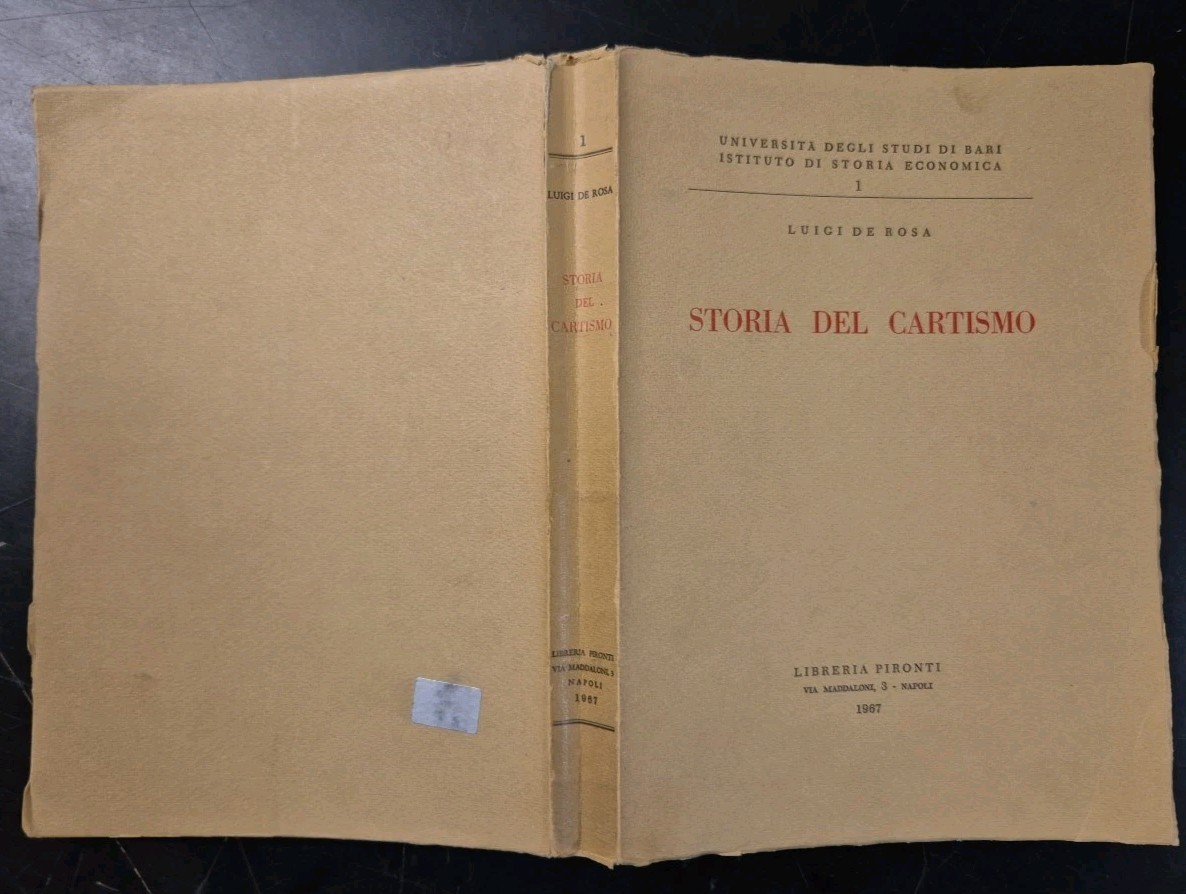 1
LUIGI DE ROSA
STORIA
DEL
CARTISMO
LIBRERIA PIRONTI
VIA MADDALONI, 3
NAPOLI
1967
UNIVERSITÀ DEGLI STUDI DI BARI
ISTITUTO DI STORIA ECONOMICA
1
LUIGI DE ROSA
STORIA DEL CARTISMO
LIBRERIA PIRONTI
VIA MADDALONI, 3 - NAPOLI
1967